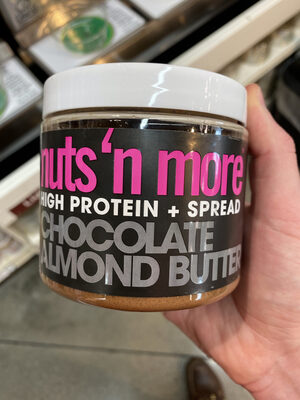 nuts 'n more
HIGH PROTEIN + SPREAD
CHOCOLATE
ALMOND BUTTER